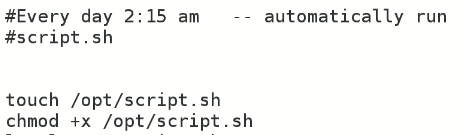 #Every day 2:15 am   -- automatically run
#script.sh
touch /opt/script.sh
chmod +x /opt/script.sh